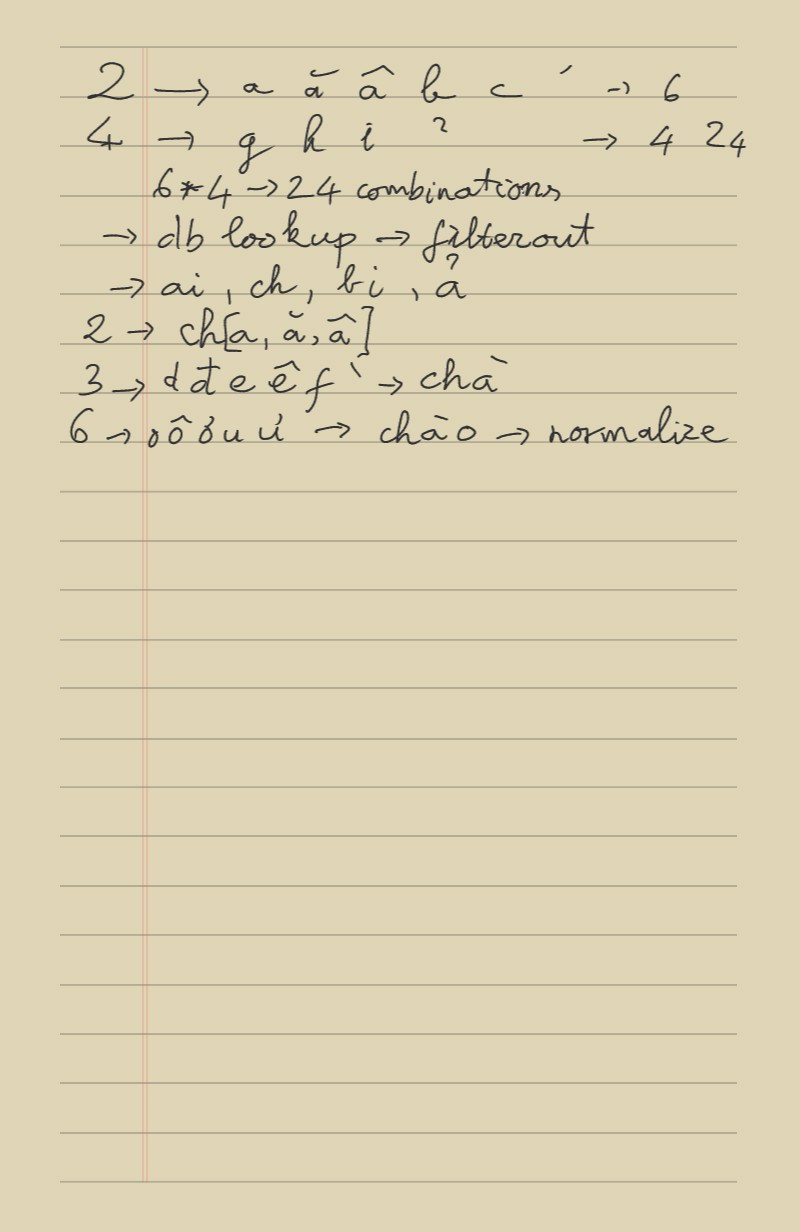 2 → a ă â b c ´ → 6
4 → g h i ̉ → 4 24
6*4 → 24 combinations
→ db lookup → filterout
→ ai, ch, bi, ả
2 → ch[a, ă, â]
3 → d đ e ê f ` → chà
6 → o ô ơ u ư → chào → normalize